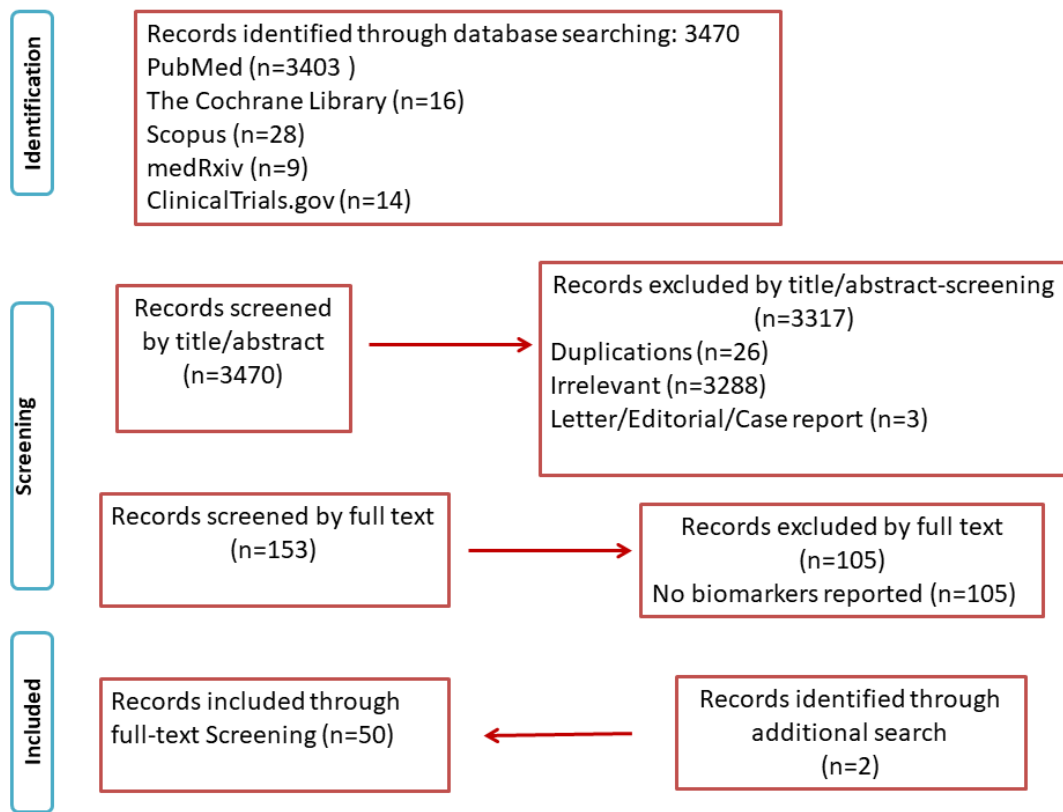 Identification
Records identified through database searching: 3470
PubMed (n=3403 )
The Cochrane Library (n=16)
Scopus (n=28)
medRxiv (n=9)
ClinicalTrials.gov (n=14)
Screening
Records screened
by title/abstract
(n=3470)
Records excluded by title/abstract-screening
(n=3317)
Duplications (n=26)
Irrelevant (n=3288)
Letter/Editorial/Case report (n=3)
Records screened by full text
(n=153)
Records excluded by full text
(n=105)
No biomarkers reported (n=105)
Included
Records included through
full-text Screening (n=50)
Records identified through
additional search
(n=2)